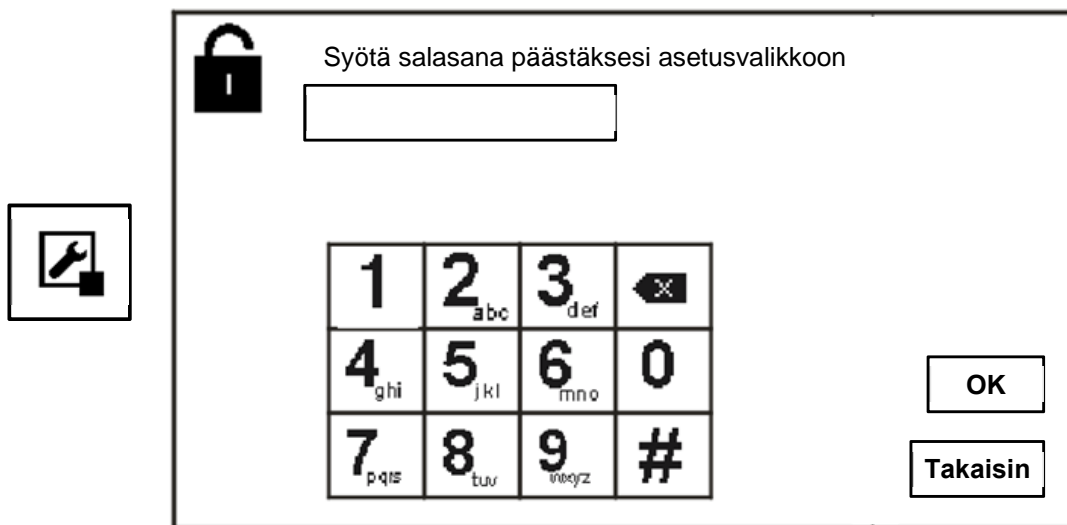 Syötä salasana päästäksesi asetusvalikkoon
1 2 abc 3 def X
4 ghi 5 jkl 6 mno 0
7 pqrs 8 tuv 9 wxyz #
OK
Takaisin